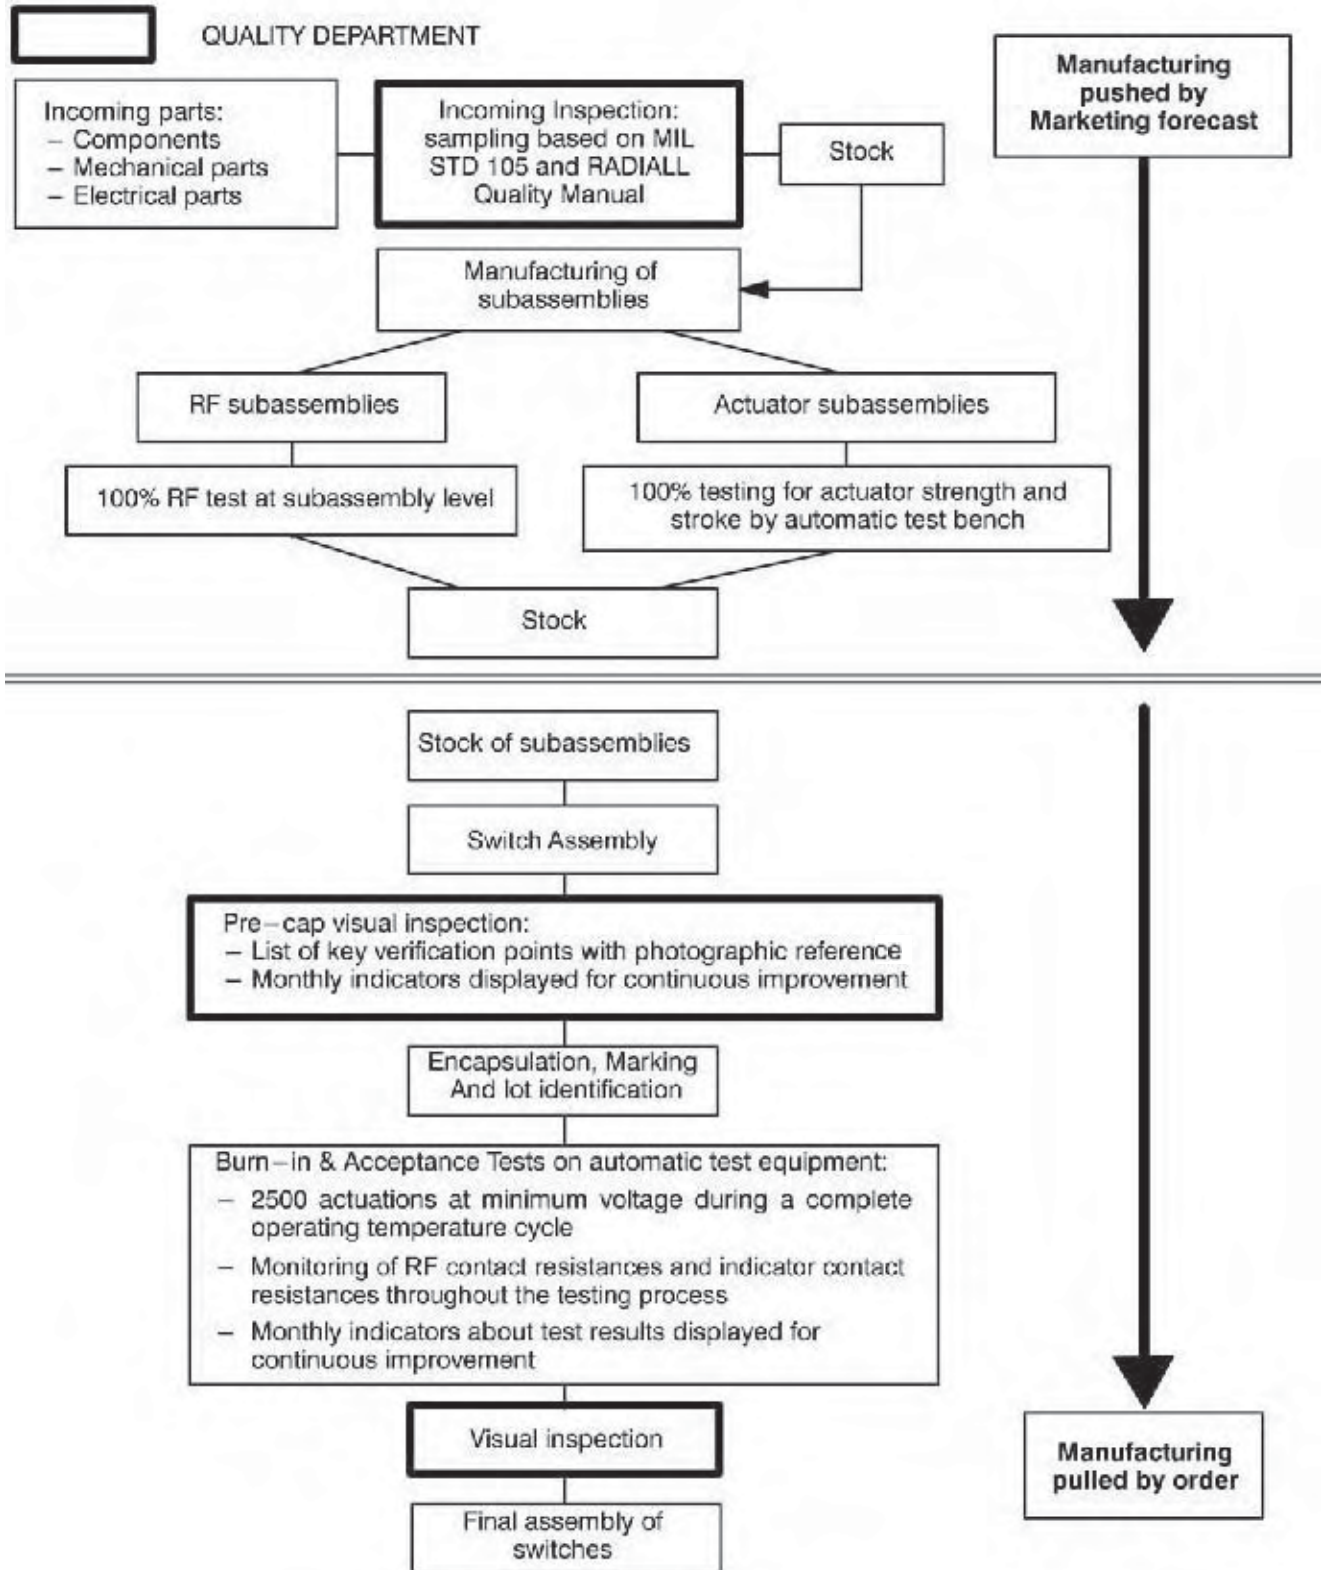 QUALITY DEPARTMENT
Incoming parts:
– Components
– Mechanical parts
– Electrical parts
Incoming Inspection:
sampling based on MIL
STD 105 and RADIALL
Quality Manual
Stock
Manufacturing
pushed by
Marketing forecast
Manufacturing of
subassemblies
RF subassemblies
Actuator subassemblies
100% RF test at subassembly level
100% testing for actuator strength and
stroke by automatic test bench
Stock
Stock of subassemblies
Switch Assembly
Pre–cap visual inspection:
– List of key verification points with photographic reference
– Monthly indicators displayed for continuous improvement
Encapsulation, Marking
And lot identification
Burn–in & Acceptance Tests on automatic test equipment:
– 2500 actuations at minimum voltage during a complete
operating temperature cycle
– Monitoring of RF contact resistances and indicator contact
resistances throughout the testing process
– Monthly indicators about test results displayed for
continuous improvement
Visual inspection
Manufacturing
pulled by order
Final assembly of
switches